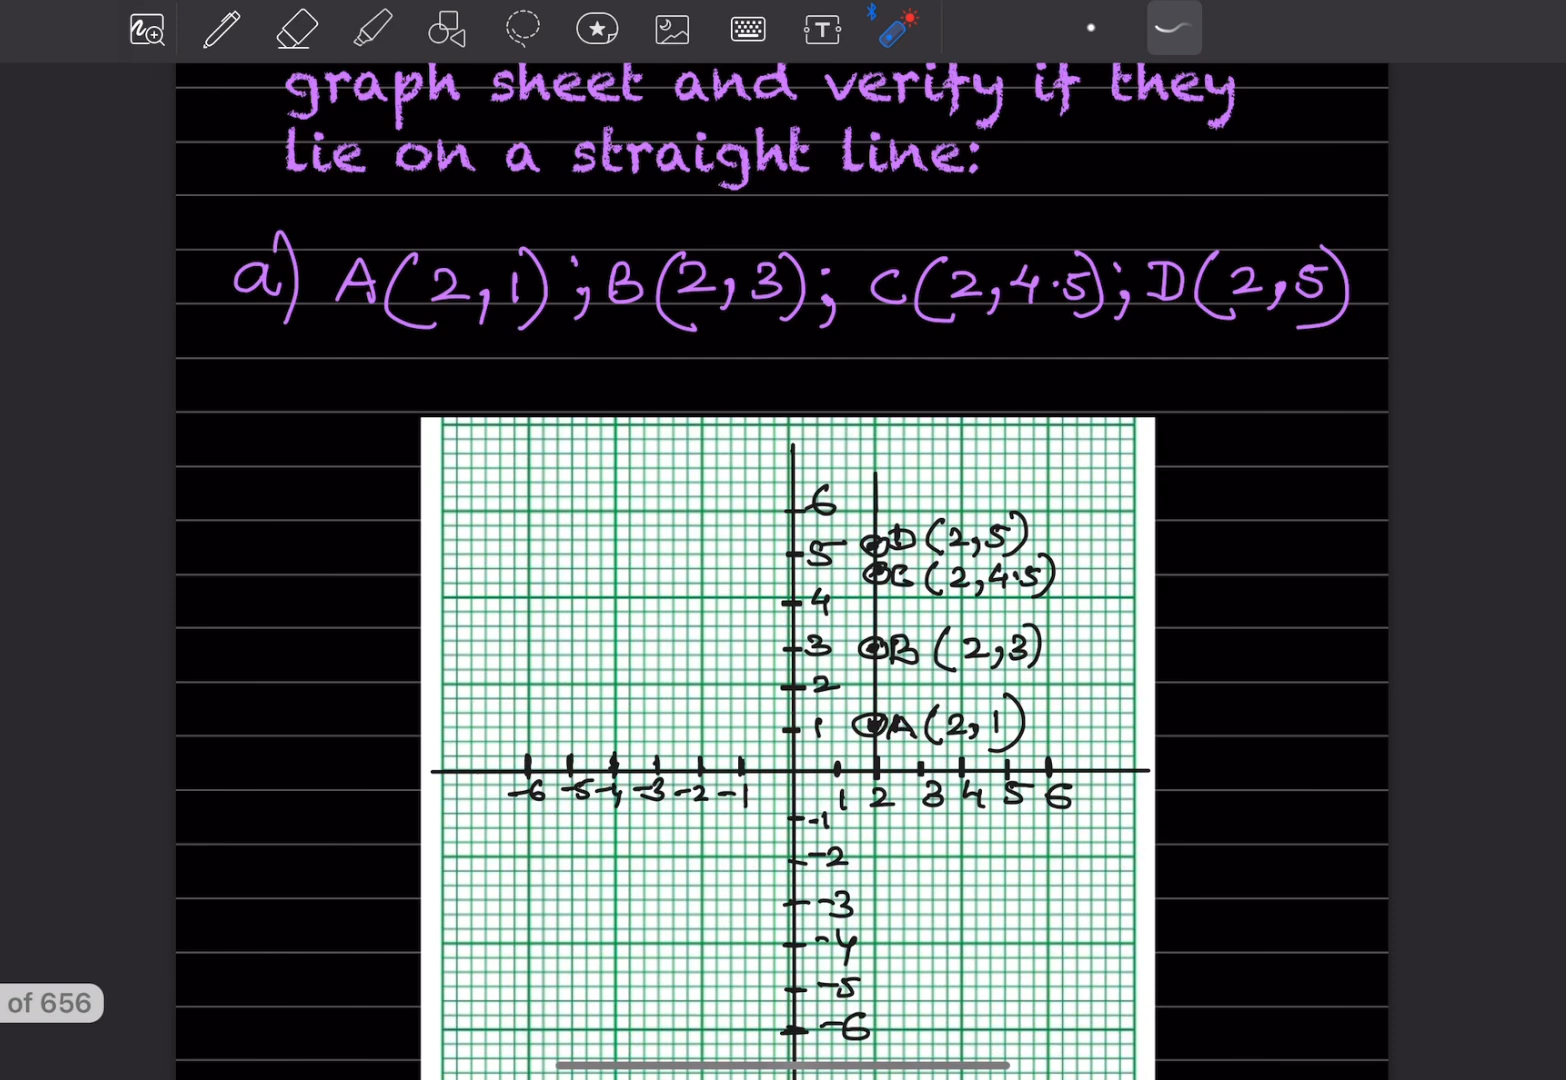 graph sheet and verify if they
lie on a straight line:
a) A(2,1); B(2,3); C(2,4.5); D(2,5)
6
5 D(2,5)
C(2,4.5)
4
3 B(2,3)
2
1 A(2,1)
-6 -5 -4 -3 -2 -1 1 2 3 4 5 6
-1
-2
-3
-4
-5
-6
of 656
T